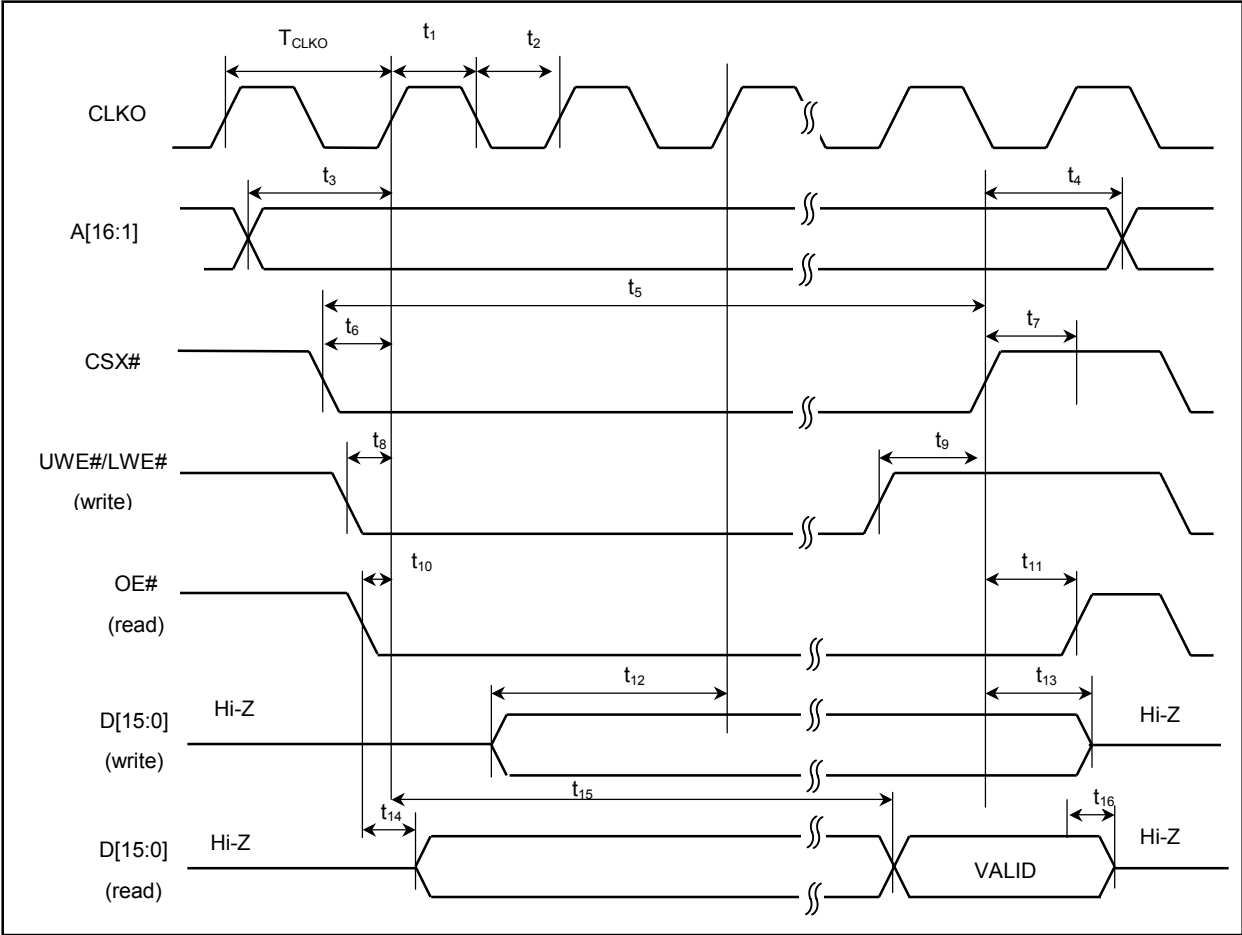 T_CLKO t₁ t₂
CLKO
t₃ t₄
A[16:1]
t₅
t₆ t₇
CSX#
t₈ t₉
UWE#/LWE#
(write)
t₁₀ t₁₁
OE#
(read)
t₁₂ t₁₃
Hi-Z Hi-Z
D[15:0]
(write)
t₁₅
t₁₄ t₁₆
Hi-Z Hi-Z
D[15:0]
VALID
(read)